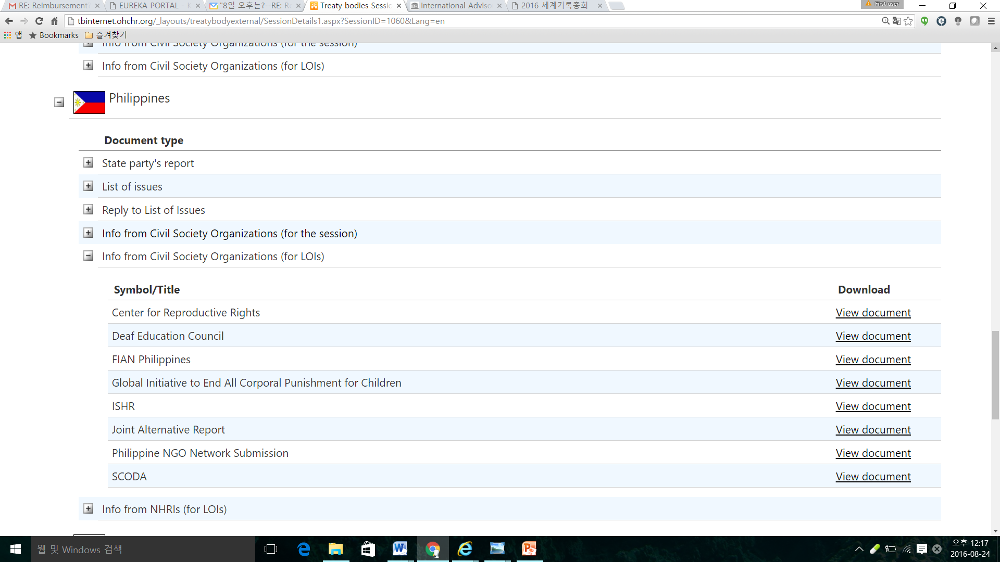 RE: Reimbursement?
EUREKA PORTAL - K
"8일 오후는?--RE: Re
Treaty bodies Sessio
International Adviso
2016 세계기록총회
First user
tbinternet.ohchr.org/_layouts/treatybodyexternal/SessionDetails1.aspx?SessionID=1060&Lang=en
앱
Bookmarks
즐겨찾기
Info from Civil Society Organizations (for the session)
Info from Civil Society Organizations (for LOIs)
Philippines
Document type
State party's report
List of issues
Reply to List of Issues
Info from Civil Society Organizations (for the session)
Info from Civil Society Organizations (for LOIs)
Symbol/Title Download
Center for Reproductive Rights View document
Deaf Education Council View document
FIAN Philippines View document
Global Initiative to End All Corporal Punishment for Children View document
ISHR View document
Joint Alternative Report View document
Philippine NGO Network Submission View document
SCODA View document
Info from NHRIs (for LOIs)
웹 및 Windows 검색
오후 12:17
2016-08-24